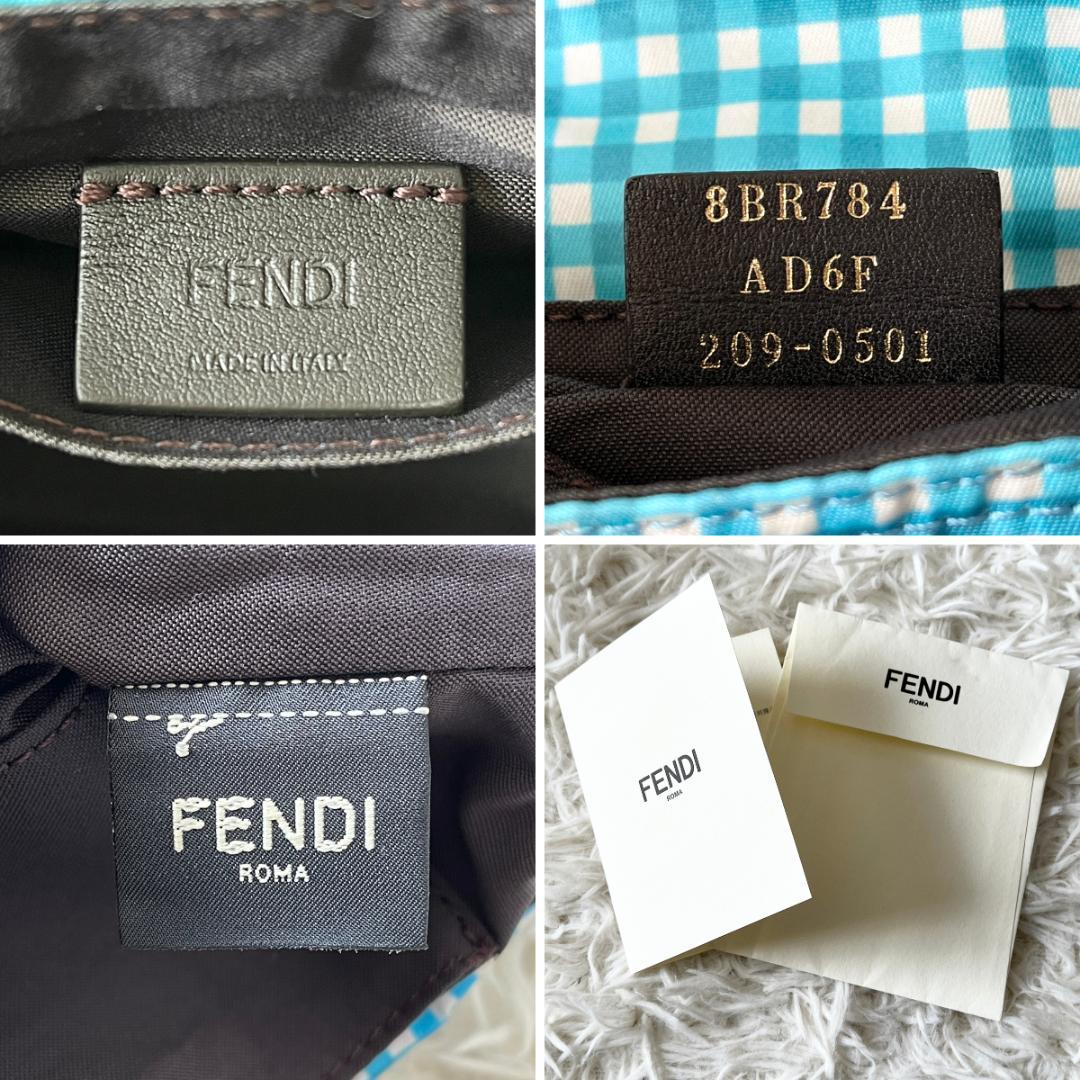 FENDI
MADE IN ITALY
8BR784
AD6F
209-0501
FENDI
ROMA
FENDI
ROMA
FENDI
ROMA